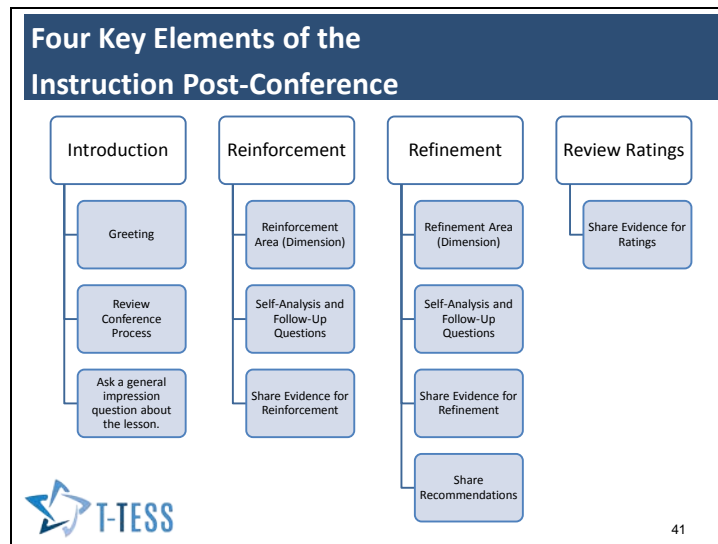 Four Key Elements of the
Instruction Post-Conference
Introduction
Greeting
Review
Conference
Process
Ask a general
impression
question about
the lesson.
Reinforcement
Reinforcement
Area (Dimension)
Self-Analysis and
Follow-Up
Questions
Share Evidence for
Reinforcement
Refinement
Refinement Area
(Dimension)
Self-Analysis and
Follow-Up
Questions
Share Evidence for
Refinement
Share
Recommendations
Review Ratings
Share Evidence for
Ratings
T-TESS
41